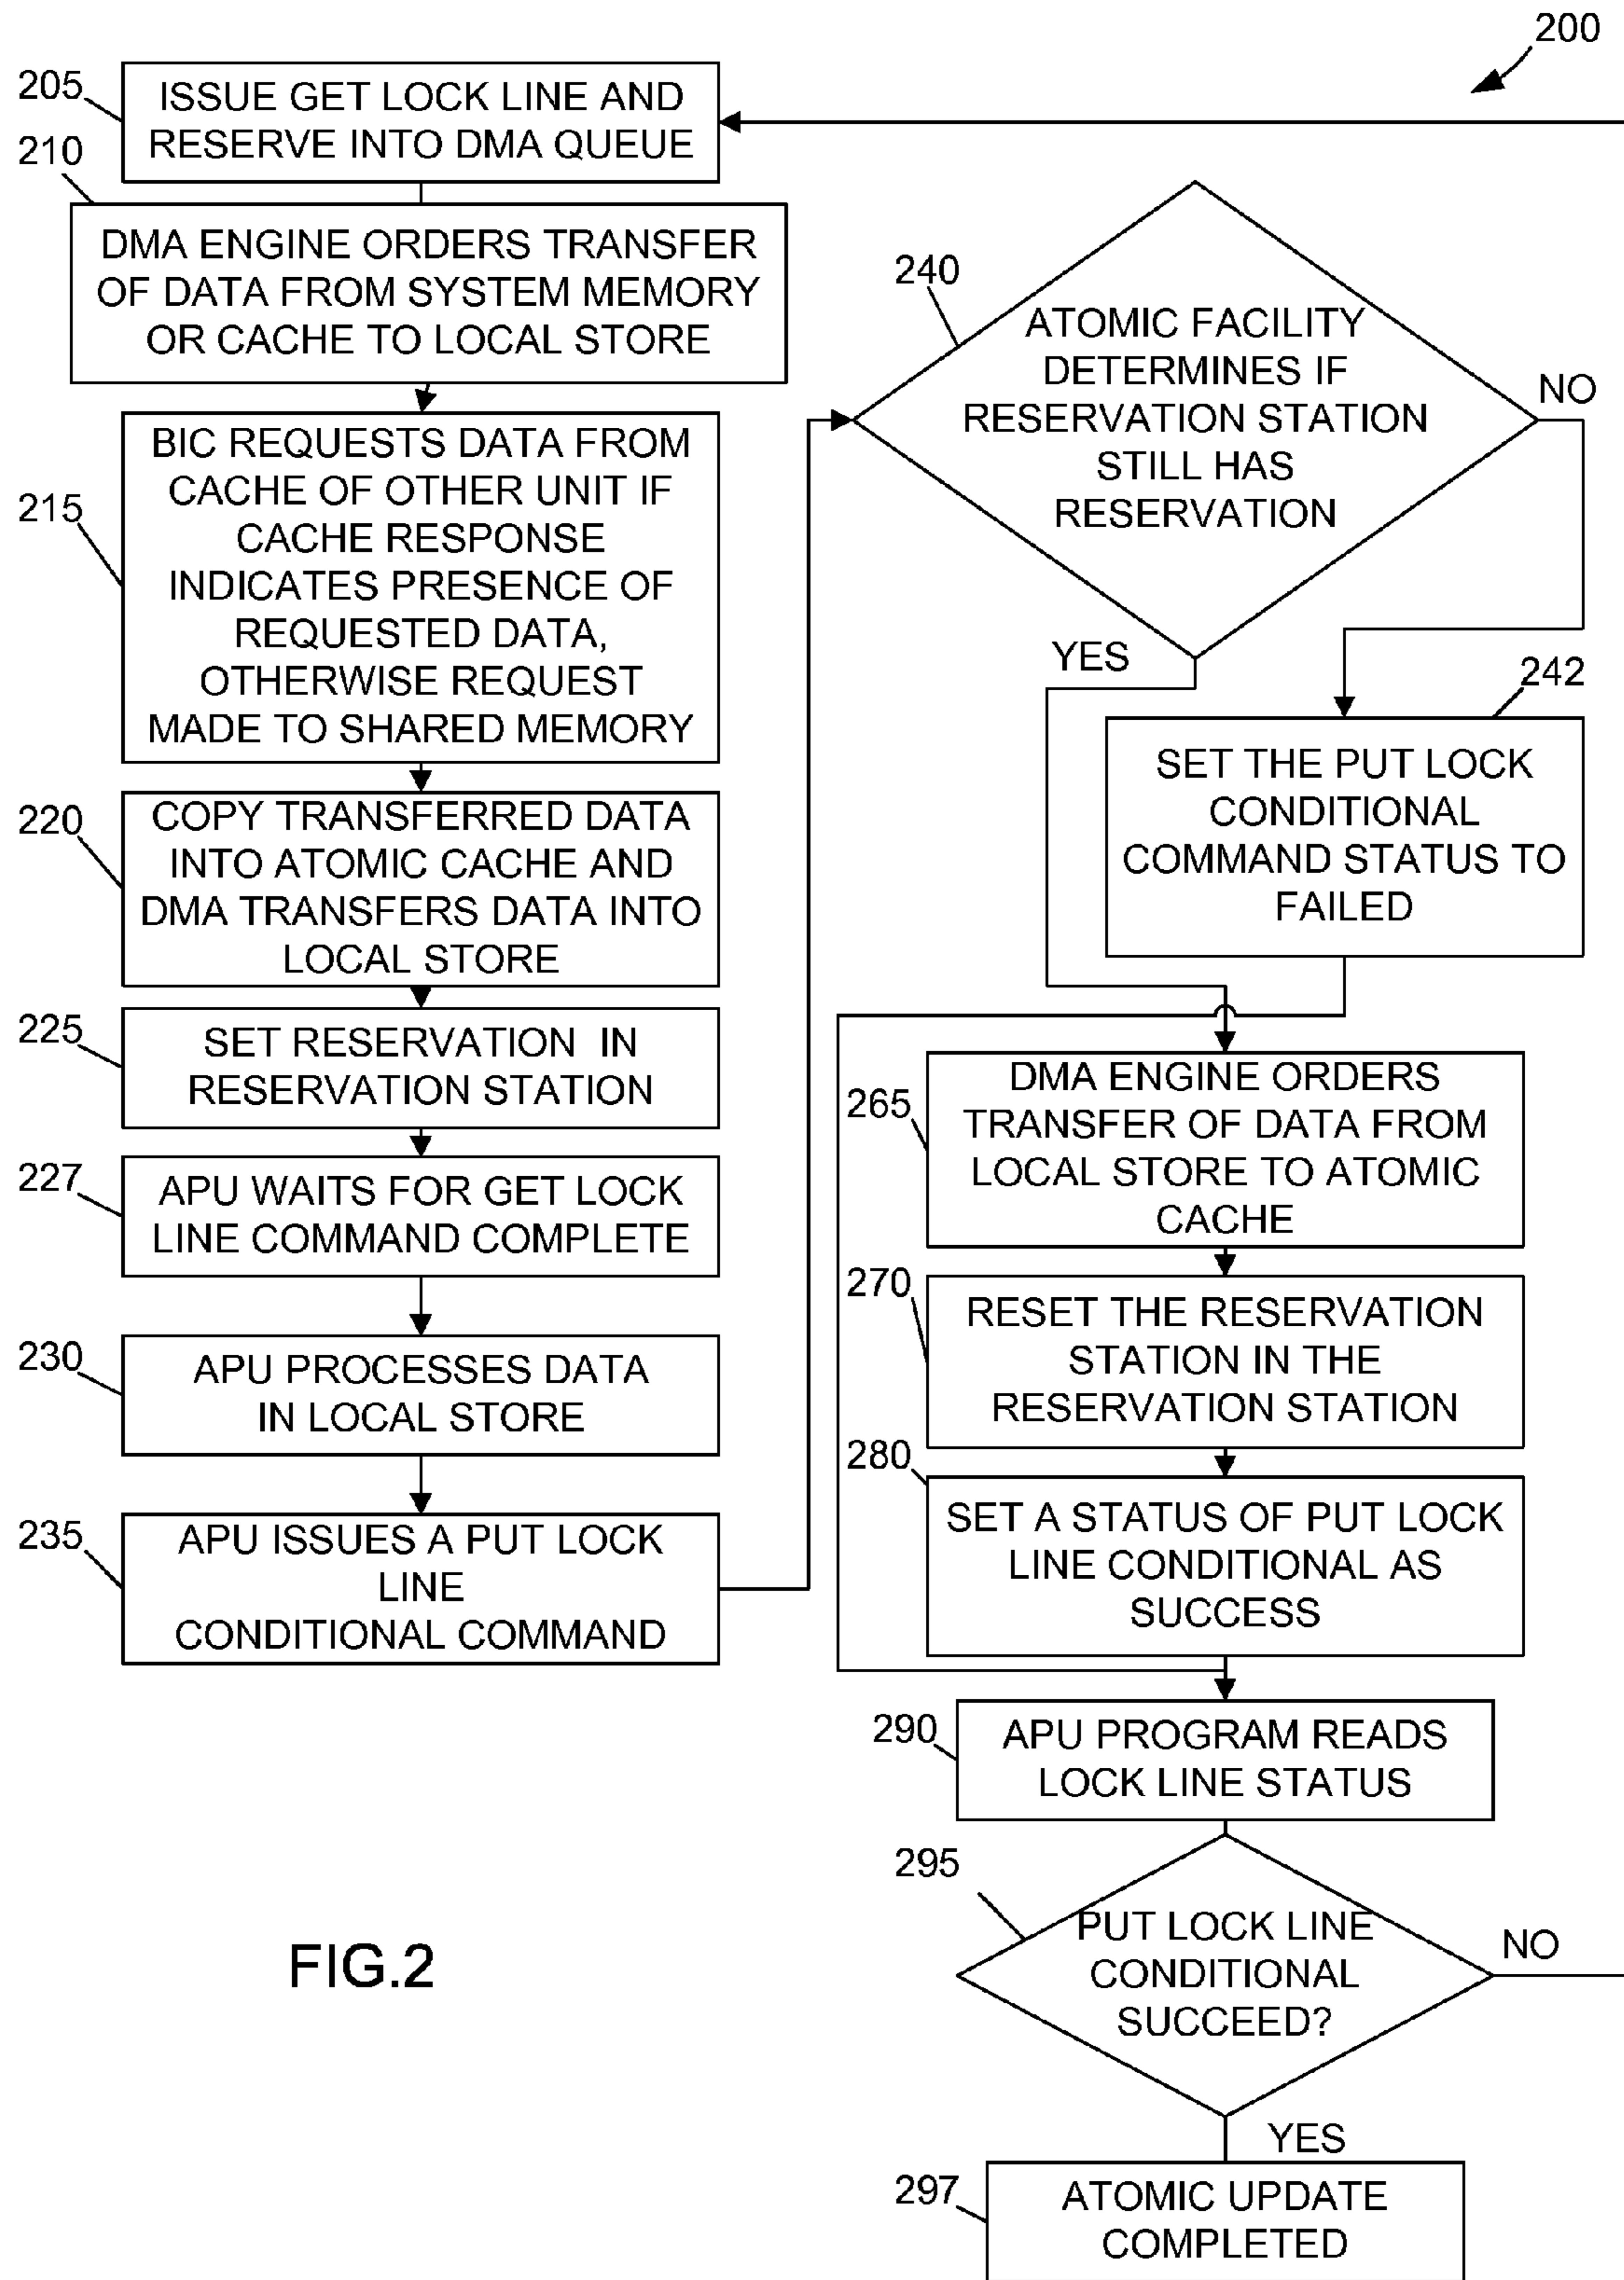 200
205
ISSUE GET LOCK LINE AND
RESERVE INTO DMA QUEUE
210
DMA ENGINE ORDERS TRANSFER
OF DATA FROM SYSTEM MEMORY
OR CACHE TO LOCAL STORE
215
BIC REQUESTS DATA FROM
CACHE OF OTHER UNIT IF
CACHE RESPONSE
INDICATES PRESENCE OF
REQUESTED DATA,
OTHERWISE REQUEST
MADE TO SHARED MEMORY
220
COPY TRANSFERRED DATA
INTO ATOMIC CACHE AND
DMA TRANSFERS DATA INTO
LOCAL STORE
225
SET RESERVATION IN
RESERVATION STATION
227
APU WAITS FOR GET LOCK
LINE COMMAND COMPLETE
230
APU PROCESSES DATA
IN LOCAL STORE
235
APU ISSUES A PUT LOCK
LINE
CONDITIONAL COMMAND
240
ATOMIC FACILITY
DETERMINES IF
RESERVATION STATION
STILL HAS
RESERVATION
NO
YES
242
SET THE PUT LOCK
CONDITIONAL
COMMAND STATUS TO
FAILED
265
DMA ENGINE ORDERS
TRANSFER OF DATA FROM
LOCAL STORE TO ATOMIC
CACHE
270
RESET THE RESERVATION
STATION IN THE
RESERVATION STATION
280
SET A STATUS OF PUT LOCK
LINE CONDITIONAL AS
SUCCESS
290
APU PROGRAM READS
LOCK LINE STATUS
295
PUT LOCK LINE
CONDITIONAL
SUCCEED?
NO
YES
297
ATOMIC UPDATE
COMPLETED
FIG.2